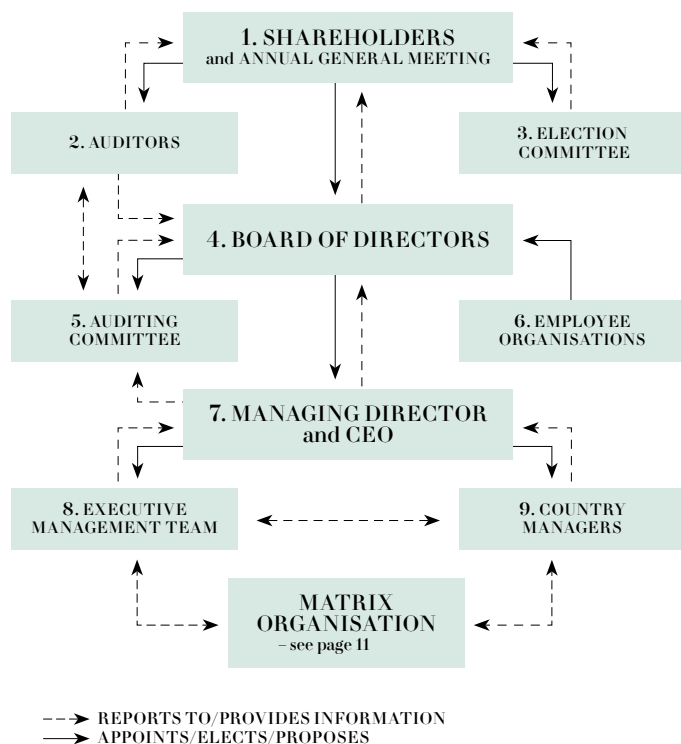 1. SHAREHOLDERS
and ANNUAL GENERAL MEETING
2. AUDITORS
3. ELECTION
COMMITTEE
4. BOARD OF DIRECTORS
5. AUDITING
COMMITTEE
6. EMPLOYEE
ORGANISATIONS
7. MANAGING DIRECTOR
and CEO
8. EXECUTIVE
MANAGEMENT TEAM
9. COUNTRY
MANAGERS
MATRIX
ORGANISATION
– see page 11
REPORTS TO/PROVIDES INFORMATION
APPOINTS/ELECTS/PROPOSES